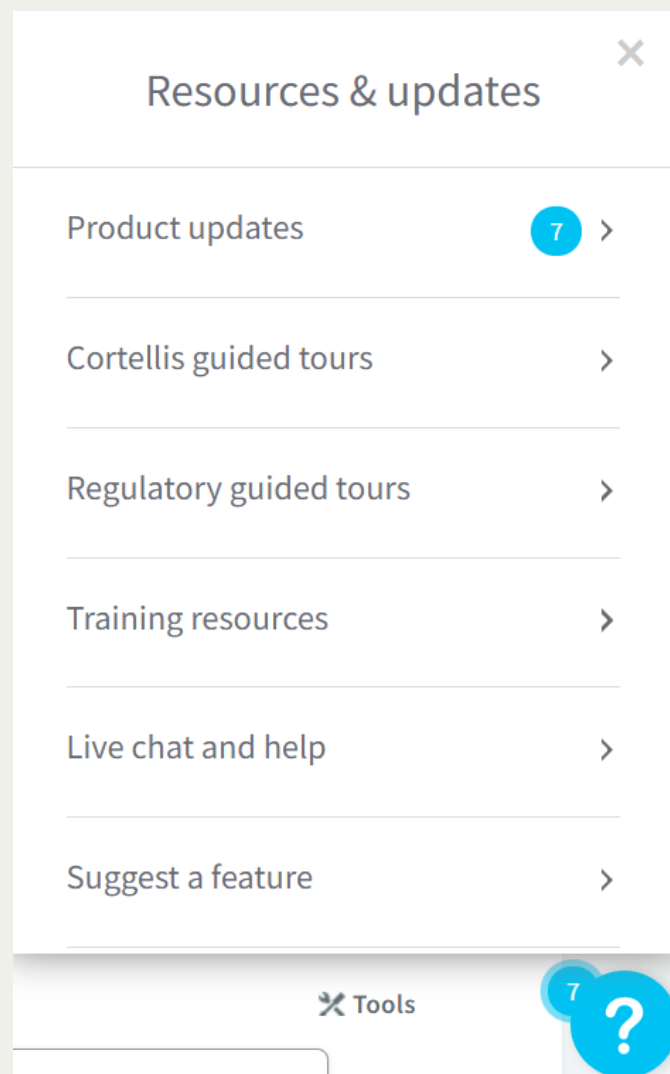 Resources & updates
Product updates 7
Cortellis guided tours
Regulatory guided tours
Training resources
Live chat and help
Suggest a feature
Tools
7
?